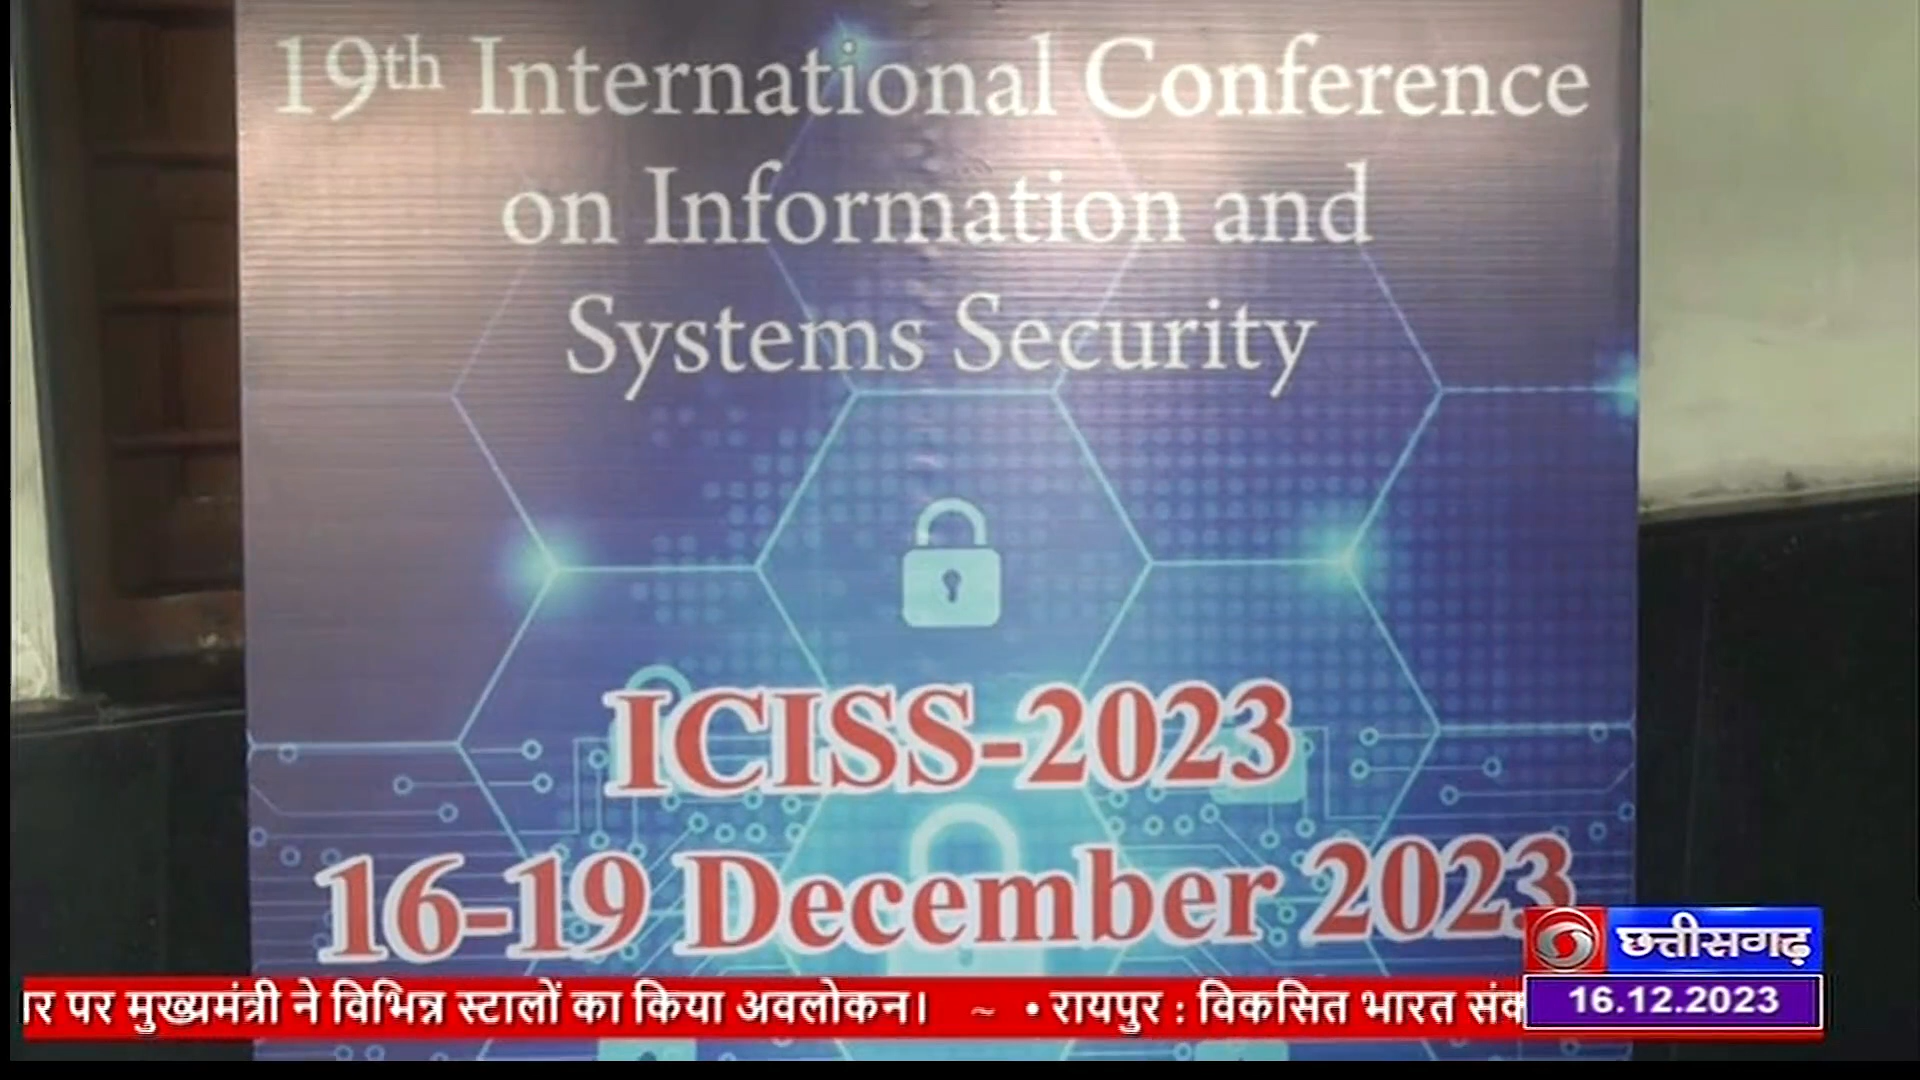 19th International Conference
on Information and
Systems Security
ICISS-2023
16-19 December 2023
छत्तीसगढ़
पर मुख्यमंत्री ने विभिन्न स्टालों का किया अवलोकन। ~ • रायपुर : विकसित भारत
16.12.2023